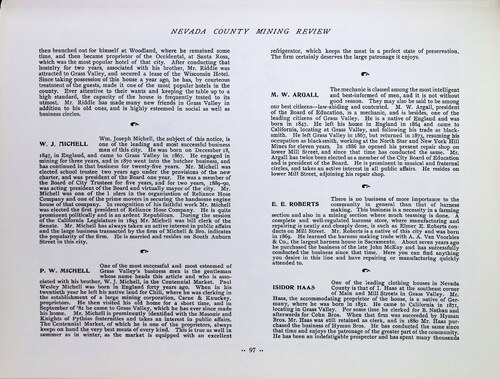 NEVADA COUNTY MINING REVIEW
then branched out for himself at Woodland, where he remained some
time, and then became proprietor of the Occidental, at Santa Rosa,
which was the most popular hotel of that city. After conducting that
hostelry for two years, associated with his brother, Mr. Riddle was
attracted to Grass Valley, and secured a lease of the Wisconsin Hotel.
Since taking possession of this house a year ago, he has, by courteous
treatment of the guests, made it one of the most popular hotels in the
county. Ever attentive to their wants and keeping the table up to a
high standard, the capacity of the house is frequently tested to its
utmost. Mr. Riddle has made many new friends in Grass Valley in
addition to his old ones, and is highly esteemed in social as well as
business circles.
W. J. MICHELL
Wm. Joseph Michell, the subject of this notice, is
one of the leading and most successful business
men of this city. He was born on December 18,
1847, in England, and came to Grass Valley in 1867. He engaged in
mining for three years, and in 1870 went into the butcher business, and
has continued in that business for twenty-five years. Mr. Michell was
elected school trustee two years ago under the provisions of the new
charter, and was president of the Board one year. He was a member of
the Board of City Trustees for five years, and for two years, 1889-90,
was acting president of the Board and virtually mayor of the city. Mr.
Michell was one of the leaders in the organization of Reliance Hose
Company and one of the prime movers in securing the handsome engine
house of that company. In recognition of his faithful work Mr. Michell
was elected the first president of Reliance Hose Company. He is quite
prominent politically and is an ardent Republican. During the session
of the California Legislature in 1893 Mr. Michell was bill clerk of the
Senate. Mr. Michell has always taken an active interest in public affairs
and the large business transacted by the firm of Michell & Bro. indicates
the popularity of the firm. He is married and resides on South Auburn
Street in this city.
P. W. MICHELL
One of the most successful and most esteemed of
Grass Valley's business men is the gentleman
whose name heads this article and who is associated
with his brother, W. J. Michell, in the Centennial Market. Paul
Wesley Michell was born in England forty years ago. When in his
twentieth year he left his native land for Chili, where he was clerking in
the establishment of a large mining corporation, Carne & Knuckey,
proprietors. He then visited his old home for a short time, and in
September of '81 he came to Grass Valley, which he has ever since made
his home. Mr. Michell is prominently identified with the Masonic and
Knights of Pythias fraternities and takes an interest in public affairs.
The Centennial Market, of which he is one of the proprietors, always
keeps on hand the very best meats of every kind. This is true as well in
summer as in winter, as the market is equipped with an excellent
refrigerator, which keeps the meat in a perfect state of preservation.
The firm certainly deserves the large patronage it enjoys.
M. W. ARGALL
The mechanic is classed among the most intelligent
and best-informed of men, and it is not without
good reason. They may also be said to be among
our best citizens—law-abiding and contented. M. W. Argall, president
of the Board of Education, is a mechanic, and is besides, one of the
leading citizens of Grass Valley. He is a native of England and was
born in 1847. He left his home in England in 1864 and came to
California, locating at Grass Valley, and following his trade as blacksmith.
He left Grass Valley in 1867, but returned in 1873, resuming his
occupation as blacksmith, working at the North Star and New York Hill
Mines for eleven years. In 1886 he opened his present repair shop on
lower Mill Street, and since that time has conducted the same. Mr.
Argall has twice been elected as a member of the City Board of Education
and is president of the Board. He is prominent in musical and fraternal
circles, and takes an active interest in all public affairs. He resides on
lower Mill Street, adjoining his repair shop.
E. E. ROBERTS
There is no business of more importance to the
community in general than that of harness
making. This business is a necessity in a farming
section and also in a mining section where much teaming is done. A
complete and well-regulated harness store, where manufacturing and
repairing is neatly and cheaply done, is such as Elmer E. Roberts conducts
on Mill Street. Mr. Roberts is a native of this city and was born
in 1869. He learned the harness-making trade with J. A. Van Voorhies
& Co., the largest harness house in Sacramento. About seven years ago
he purchased the business of the late John McKay and has successfully
conducted the business since that time. Here you can find anything
you desire in this line and have repairing or manufacturing quickly
attended to.
ISIDOR HAAS
One of the leading clothing houses in Nevada
County is that of I. Haas at the southeast corner
of Main and Mill Streets in Grass Valley. Mr.
Haas, the accommodating proprietor of the house, is a native of Germany,
where he was born in 1857. He came to California in 1871,
locating in Grass Valley. For some time he clerked for B. Nathan and
afterwards for Cohn Bros. When that firm was succeeded by Hyman
Bros. Mr. Haas was still retained as clerk, and in 1880 Mr. Haas purchased
the business of Hyman Bros. He has conducted the same since
that time and enjoys the patronage of the greater part of the community.
He has been an indefatigable prospector and has spent many thousands
97